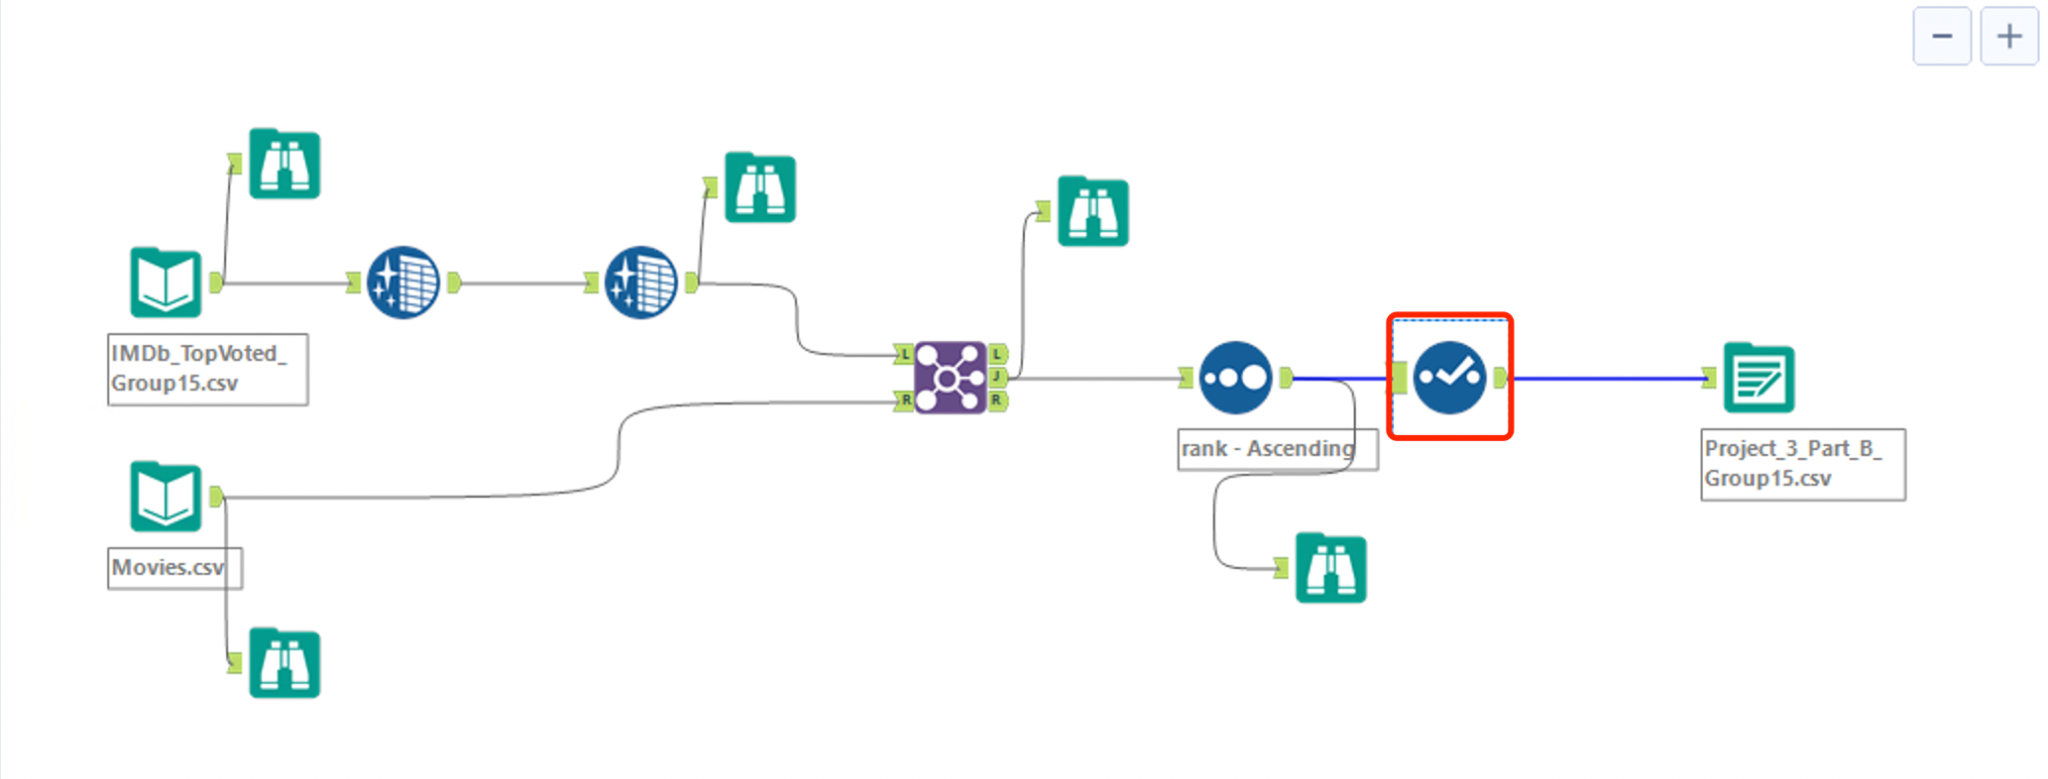 IMDb_TopVoted_
Group15.csv
L
R
L
J
R
rank - Ascending
Project_3_Part_B_
Group15.csv
Movies.csv